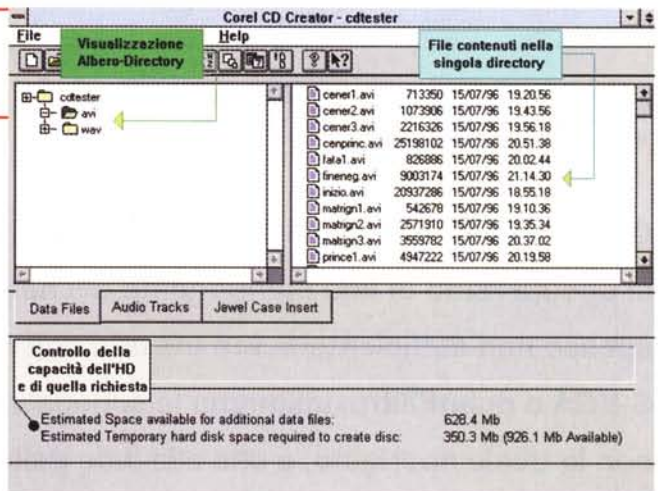 Corel CD Creator - cdtester
File
Help
Visualizzazione
Albero-Directory
File contenuti nella
singola directory
cdtester
avi
wav
cener1.avi 713350 15/07/96 19.20.56
cener2.avi 1073906 15/07/96 19.43.56
cener3.avi 2216326 15/07/96 19.56.18
cenprinc.avi 25198102 15/07/96 20.51.38
fata1.avi 826886 15/07/96 20.02.44
fineneg.avi 9003174 15/07/96 21.14.30
inizio.avi 20937286 15/07/96 18.55.18
matrign1.avi 542678 15/07/96 19.10.36
matrign2.avi 2571910 15/07/96 19.35.34
matrign3.avi 3559782 15/07/96 20.37.02
prince1.avi 4947222 15/07/96 20.19.58
Data Files Audio Tracks Jewel Case Insert
Controllo della
capacità dell'HD
e di quella richiesta
Estimated Space available for additional data files: 628.4 Mb
Estimated Temporary hard disk space required to create disc: 350.3 Mb (926.1 Mb Available)